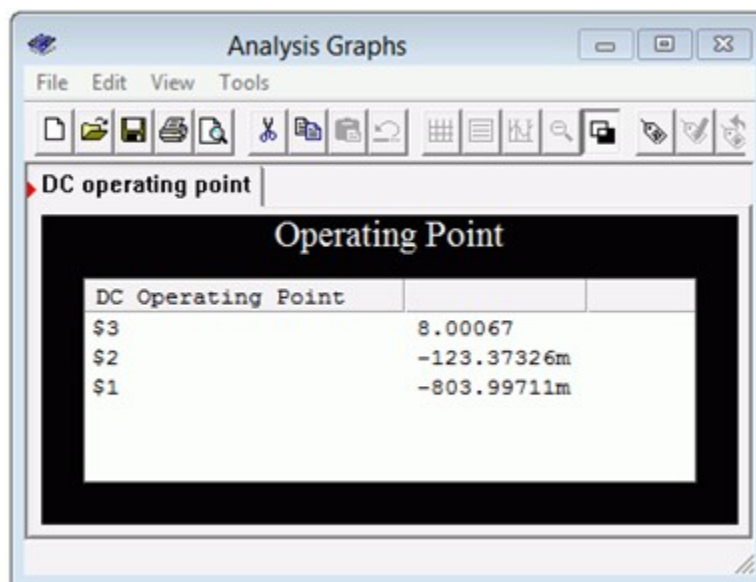 Analysis Graphs
File Edit View Tools
DC operating point
Operating Point
DC Operating Point
$3 8.00067
$2 -123.37326m
$1 -803.99711m